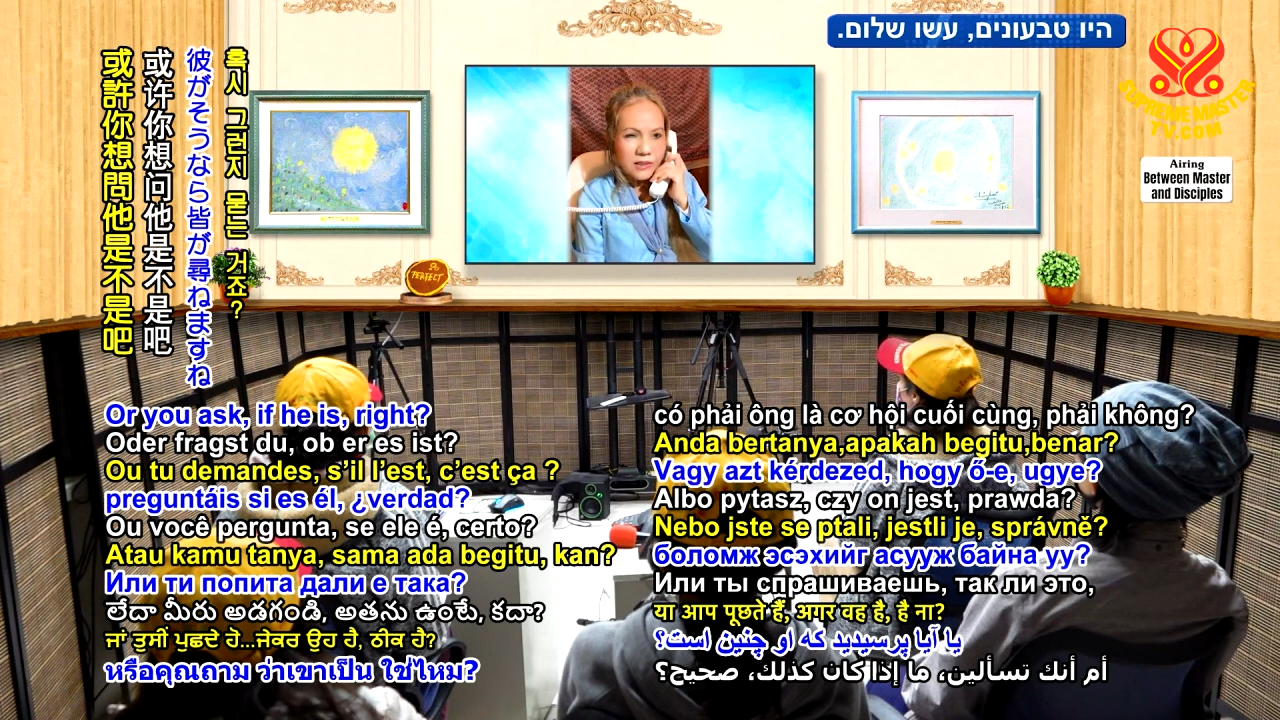 היו טבעונים, עשו שלום.
SUPREME MASTER
TV.COM
Airing
Between Master
and Disciples
PERFECT
或許你想問他是不是吧
或许你想问他是不是吧
彼がそうなら皆が尋ねますね
혹시 그런지 묻는 거죠?
Or you ask, if he is, right?
Oder fragst du, ob er es ist?
Ou tu demandes, s’il l’est, c’est ça ?
preguntáis si es él, ¿verdad?
Ou você pergunta, se ele é, certo?
Atau kamu tanya, sama ada begitu, kan?
Или ти попита дали е така?
లేదా మీరు అడగండి, అతను ఉంటే, కదా?
ਜਾਂ ਤੁਸੀਂ ਪੁਛਦੇ ਹੋ...ਜੇਕਰ ਉਹ ਹੈ, ਠੀਕ ਹੈ?
หรือคุณถาม ว่าเขาเป็น ใช่ไหม?
có phải ông là cơ hội cuối cùng, phải không?
Anda bertanya,apakah begitu,benar?
Vagy azt kérdezed, hogy ő-e, ugye?
Albo pytasz, czy on jest, prawda?
Nebo jste se ptali, jestli je, správně?
боломж эсэхийг асууж байна уу?
Или ты спрашиваешь, так ли это,
या आप पूछते हैं, अगर वह है, है ना?
یا آیا پرسیدید که او چنین است؟
أم أنك تسألين، ما إذا كان كذلك، صحيح؟